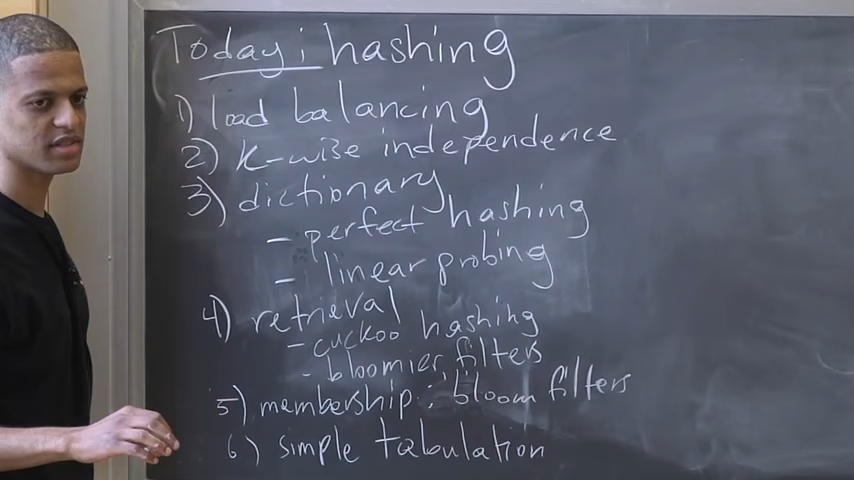 Today: hashing
1) load balancing
2) k-wise independence
3) dictionary
- perfect hashing
- linear probing
4) retrieval
- cuckoo hashing
- bloomier filters
5) membership: bloom filters
6) simple tabulation